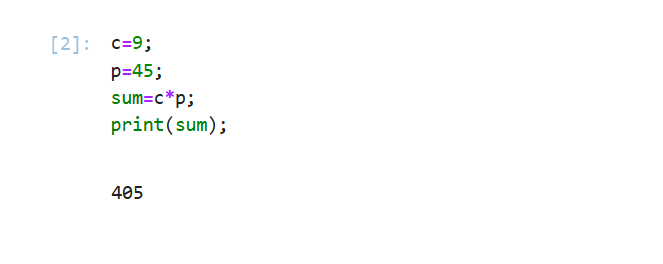 [2]: c=9;
p=45;
sum=c*p;
print(sum);
405